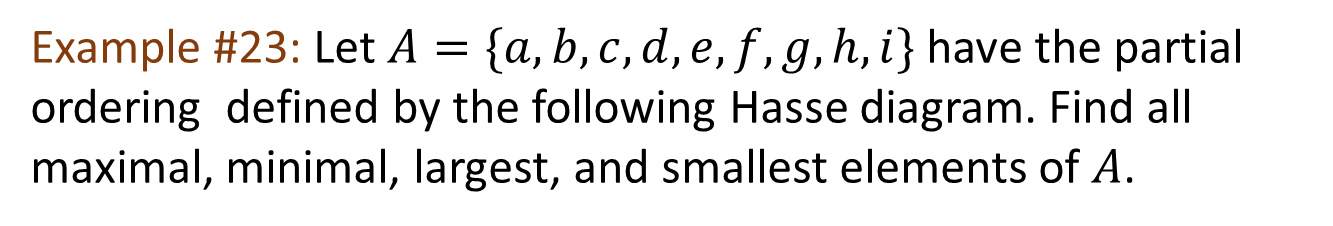 Example #23: Let A = {a, b, c, d, e, f, g, h, i} have the partial
ordering  defined by the following Hasse diagram. Find all
maximal, minimal, largest, and smallest elements of A.